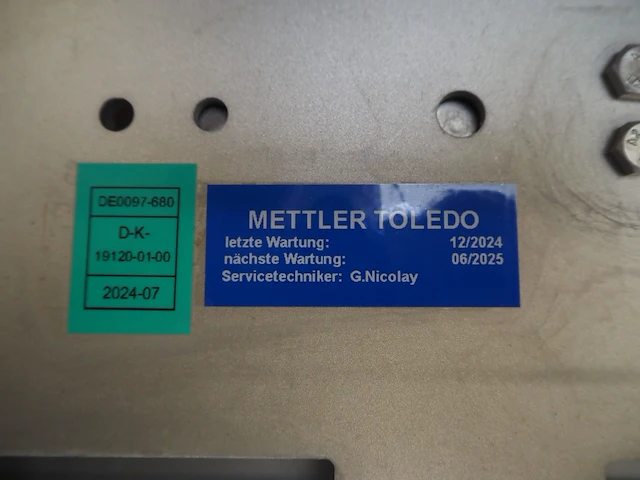 DE0097-680
D-K-
19120-01-00
2024-07
METTLER TOLEDO
letzte Wartung: 12/2024
nächste Wartung: 06/2025
Servicetechniker: G.Nicolay